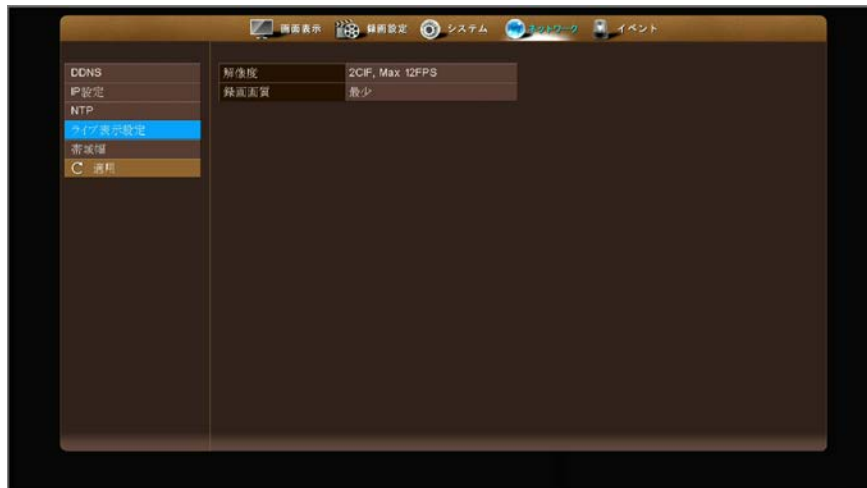 画面表示 録画設定 システム ネットワーク イベント
DDNS
IP設定
NTP
ライブ表示設定
帯域幅
適用
解像度 2CIF, Max 12FPS
録画画質 最少